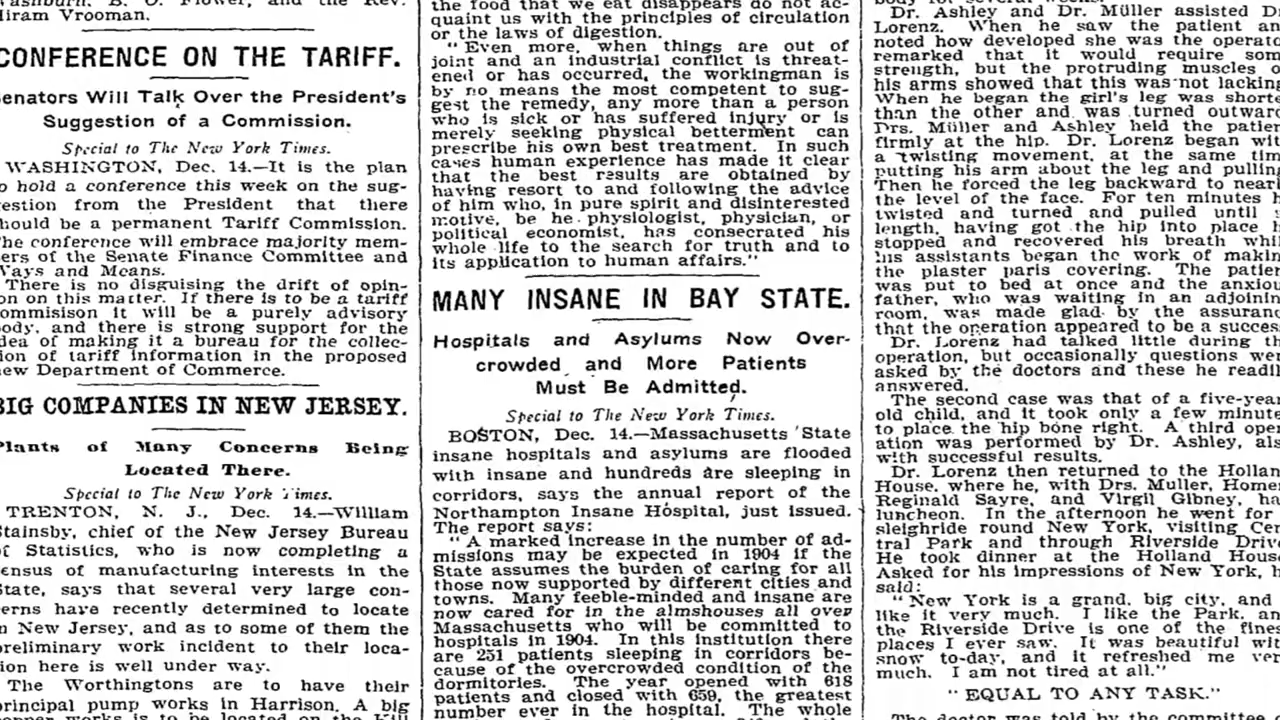 Hiram Vrooman.
CONFERENCE ON THE TARIFF.
Senators Will Talk Over the President's
Suggestion of a Commission.
Special to The New York Times.
WASHINGTON, Dec. 14.—It is the plan
o hold a conference this week on the sug-
estion from the President that there
hould be a permanent Tariff Commission.
he conference will embrace majority mem-
ers of the Senate Finance Committee and
Ways and Means.
There is no disguising the drift of opin-
on on this matter. If there is to be a tariff
ommisison it will be a purely advisory
ody, and there is strong support for the
dea of making it a bureau for the collec-
ion of tariff information in the proposed
ew Department of Commerce.
BIG COMPANIES IN NEW JERSEY.
Plants of Many Concerns Being
Located There.
Special to The New York Times.
TRENTON, N. J., Dec. 14.—William
Stainsby, chief of the New Jersey Bureau
of Statistics, who is now completing a
ensus of manufacturing interests in the
State, says that several very large con-
erns have recently determined to locate
n New Jersey, and as to some of them the
preliminary work incident to their loca-
ion here is well under way.
The Worthingtons are to have their
principal pump works in Harrison. A big
the food that we eat disappears do not ac-
quaint us with the principles of circulation
or the laws of digestion.
"Even more, when things are out of
joint and an industrial conflict is threat-
ened or has occurred, the workingman is
by no means the most competent to sug-
gest the remedy, any more than a person
who is sick or has suffered injury or is
merely seeking physical betterment can
prescribe his own best treatment. In such
cases human experience has made it clear
that the best results are obtained by
having resort to and following the advice
of him who, in pure spirit and disinterested
motive, be he physiologist, physician, or
political economist, has consecrated his
whole life to the search for truth and to
its application to human affairs."
MANY INSANE IN BAY STATE.
Hospitals and Asylums Now Over-
crowded and More Patients
Must Be Admitted.
Special to The New York Times.
BOSTON, Dec. 14.—Massachusetts State
insane hospitals and asylums are flooded
with insane and hundreds are sleeping in
corridors, says the annual report of the
Northampton Insane Hospital, just issued.
The report says:
"A marked increase in the number of ad-
missions may be expected in 1904 if the
State assumes the burden of caring for all
those now supported by different cities and
towns. Many feeble-minded and insane are
now cared for in the almshouses all over
Massachusetts who will be committed to
hospitals in 1904. In this institution there
are 251 patients sleeping in corridors be-
cause of the overcrowded condition of the
dormitories. The year opened with 618
patients and closed with 659, the greatest
number ever in the hospital. The whole
Dr. Ashley and Dr. Müller assisted D
Lorenz. When he saw the patient an
noted how developed she was the operato
remarked that it would require som
strength, but the protruding muscles o
his arms showed that this was not lacking
When he began the girl's leg was shorte
than the other and was turned outward
Drs. Müller and Ashley held the patien
firmly at the hip. Dr. Lorenz began wit
a twisting movement, at the same tim
putting his arm about the leg and pulling
Then he forced the leg backward to nearl
the level of the face. For ten minutes h
twisted and turned and pulled until a
length, having got the hip into place h
stopped and recovered his breath whil
his assistants began the work of makin
the plaster paris covering. The patien
was put to bed at once and the anxiou
father, who was waiting in an adjoinin
room, was made glad by the assuranc
that the operation appeared to be a succes
Dr. Lorenz had talked little during th
operation, but occasionally questions wer
asked by the doctors and these he readil
answered.
The second case was that of a five-year
old child, and it took only a few minute
to place the hip bone right. A third oper
ation was performed by Dr. Ashley, als
with successful results.
Dr. Lorenz then returned to the Hollan
House, where he, with Drs. Muller, Homer
Reginald Sayre, and Virgil Gibney, ha
luncheon. In the afternoon he went for
sleighride round New York, visiting Cen
tral Park and through Riverside Drive
He took dinner at the Holland House
Asked for his impressions of New York, h
said:
"New York is a grand, big city, and
like it very much. I like the Park, an
the Riverside Drive is one of the fines
places I ever saw. It was beautiful wit
snow to-day, and it refreshed me ver
much. I am not tired at all."
"EQUAL TO ANY TASK."
The doctor was told by the committee